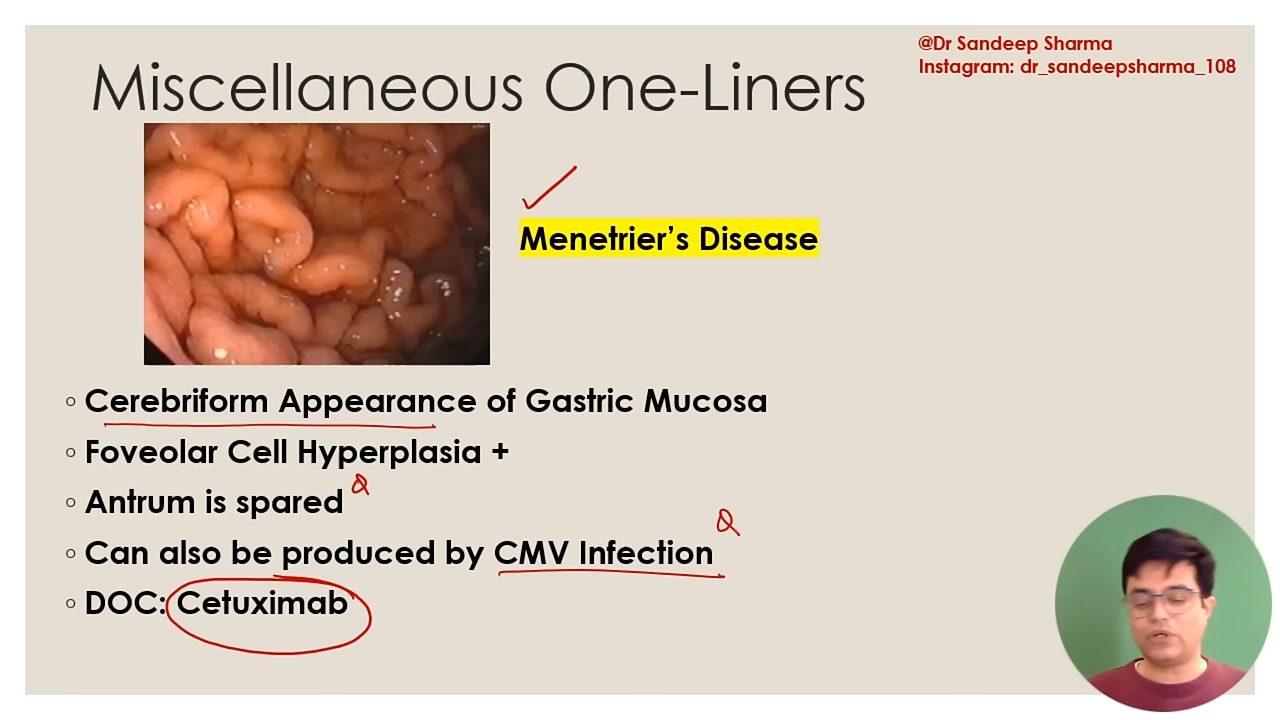 @Dr Sandeep Sharma
Instagram: dr_sandeepsharma_108
Miscellaneous One-Liners
Menetrier’s Disease
Cerebriform Appearance of Gastric Mucosa
Foveolar Cell Hyperplasia +
Antrum is spared Q
Can also be produced by CMV Infection Q
DOC: Cetuximab